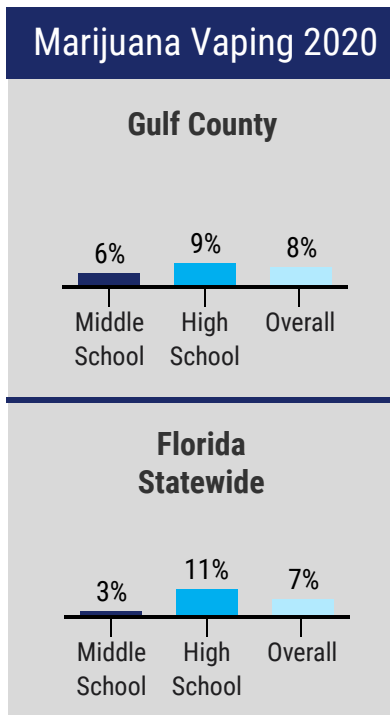 Marijuana Vaping 2020
Gulf County
6%
9%
8%
Middle
School
High
School
Overall
Florida
Statewide
3%
11%
7%
Middle
School
High
School
Overall